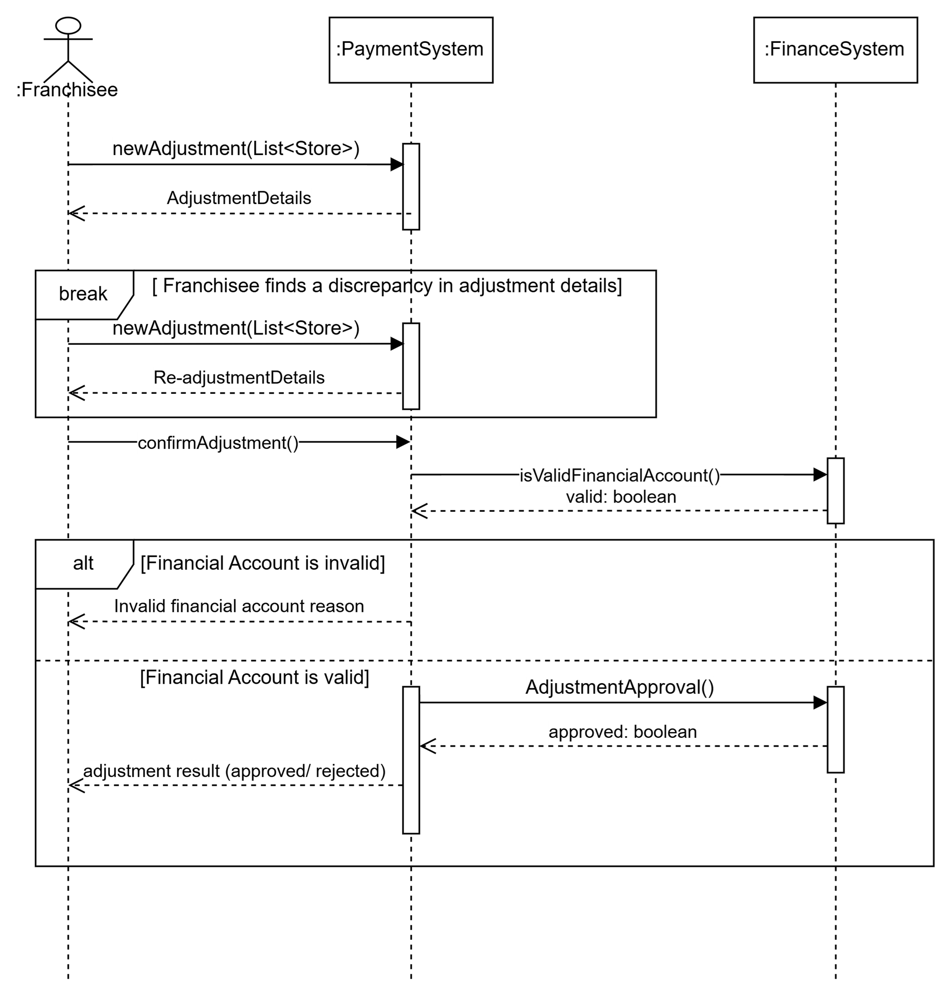 :Franchisee
:PaymentSystem
:FinanceSystem
newAdjustment(List<Store>)
AdjustmentDetails
break
[ Franchisee finds a discrepancy in adjustment details]
newAdjustment(List<Store>)
Re-adjustmentDetails
confirmAdjustment()
isValidFinancialAccount()
valid: boolean
alt
[Financial Account is invalid]
Invalid financial account reason
[Financial Account is valid]
AdjustmentApproval()
approved: boolean
adjustment result (approved/ rejected)